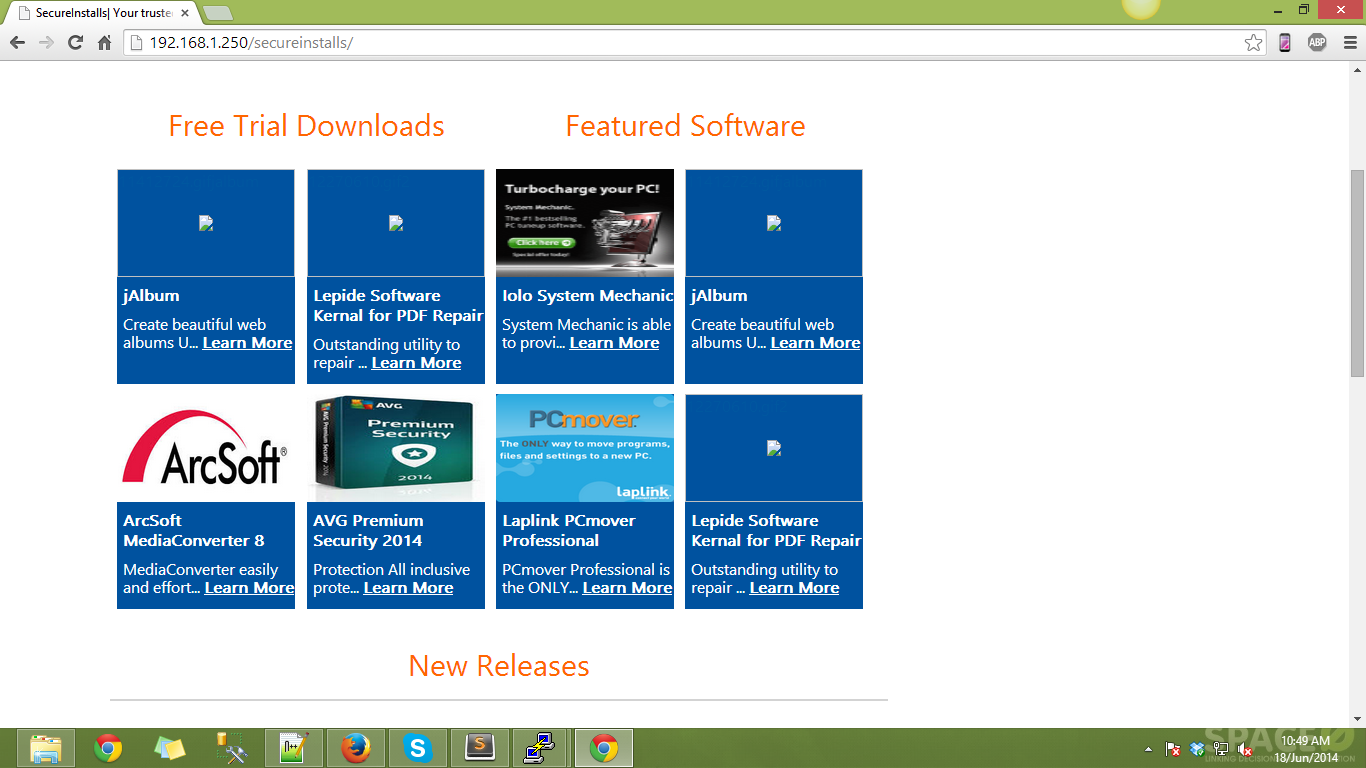 SecureInstalls| Your truste
192.168.1.250/secureinstalls/
ABP
Free Trial Downloads
Featured Software
jAlbum
Create beautiful web
albums U... Learn More
Lepide Software
Kernal for PDF Repair
Outstanding utility to
repair ... Learn More
Turbocharge your PC!
System Mechanic.
The #1 bestselling
PC tuneup software.
Click here
Special offer today!
Iolo System Mechanic
System Mechanic is able
to provi... Learn More
jAlbum
Create beautiful web
albums U... Learn More
ArcSoft®
ArcSoft
MediaConverter 8
MediaConverter easily
and effort... Learn More
AVG
Premium
Security
2014
AVG Premium Security 2014
AVG Premium
Security 2014
Protection All inclusive
prote... Learn More
PCmover
The ONLY way to move programs,
files and settings to a new PC.
laplink
Laplink PCmover
Professional
PCmover Professional is
the ONLY... Learn More
Lepide Software
Kernal for PDF Repair
Outstanding utility to
repair ... Learn More
New Releases
SPACE
10:49 AM
18/Jun/2014